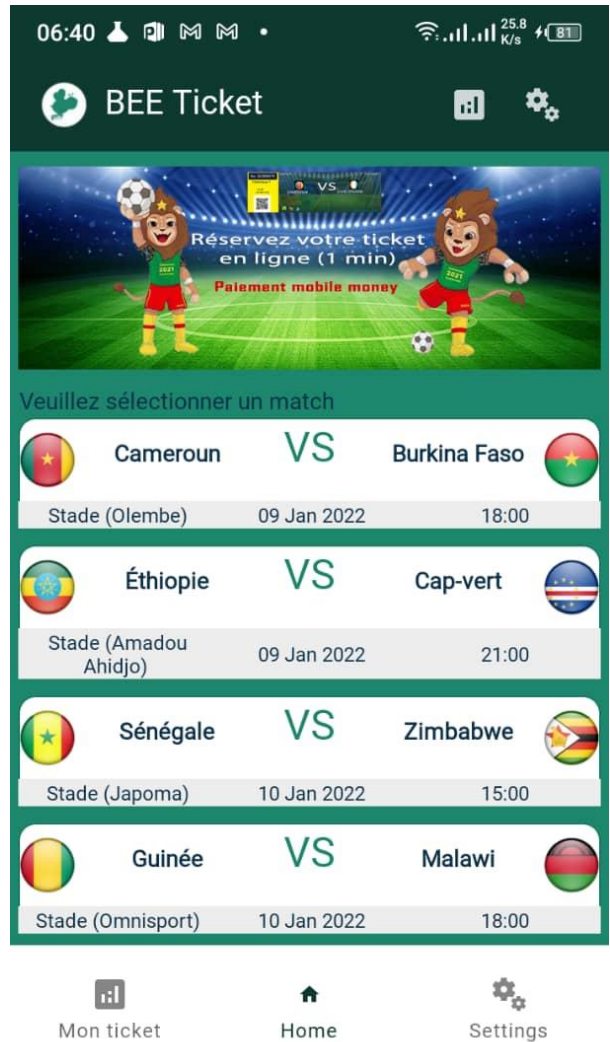 06:40
25.8
K/s
81
BEE Ticket
VS
Réservez votre ticket
en ligne (1 min)
Paiement mobile money
2021
2021
Veuillez sélectionner un match
Cameroun VS Burkina Faso
Stade (Olembe) 09 Jan 2022 18:00
Éthiopie VS Cap-vert
Stade (Amadou
Ahidjo) 09 Jan 2022 21:00
Sénégale VS Zimbabwe
Stade (Japoma) 10 Jan 2022 15:00
Guinée VS Malawi
Stade (Omnisport) 10 Jan 2022 18:00
Mon ticket Home Settings